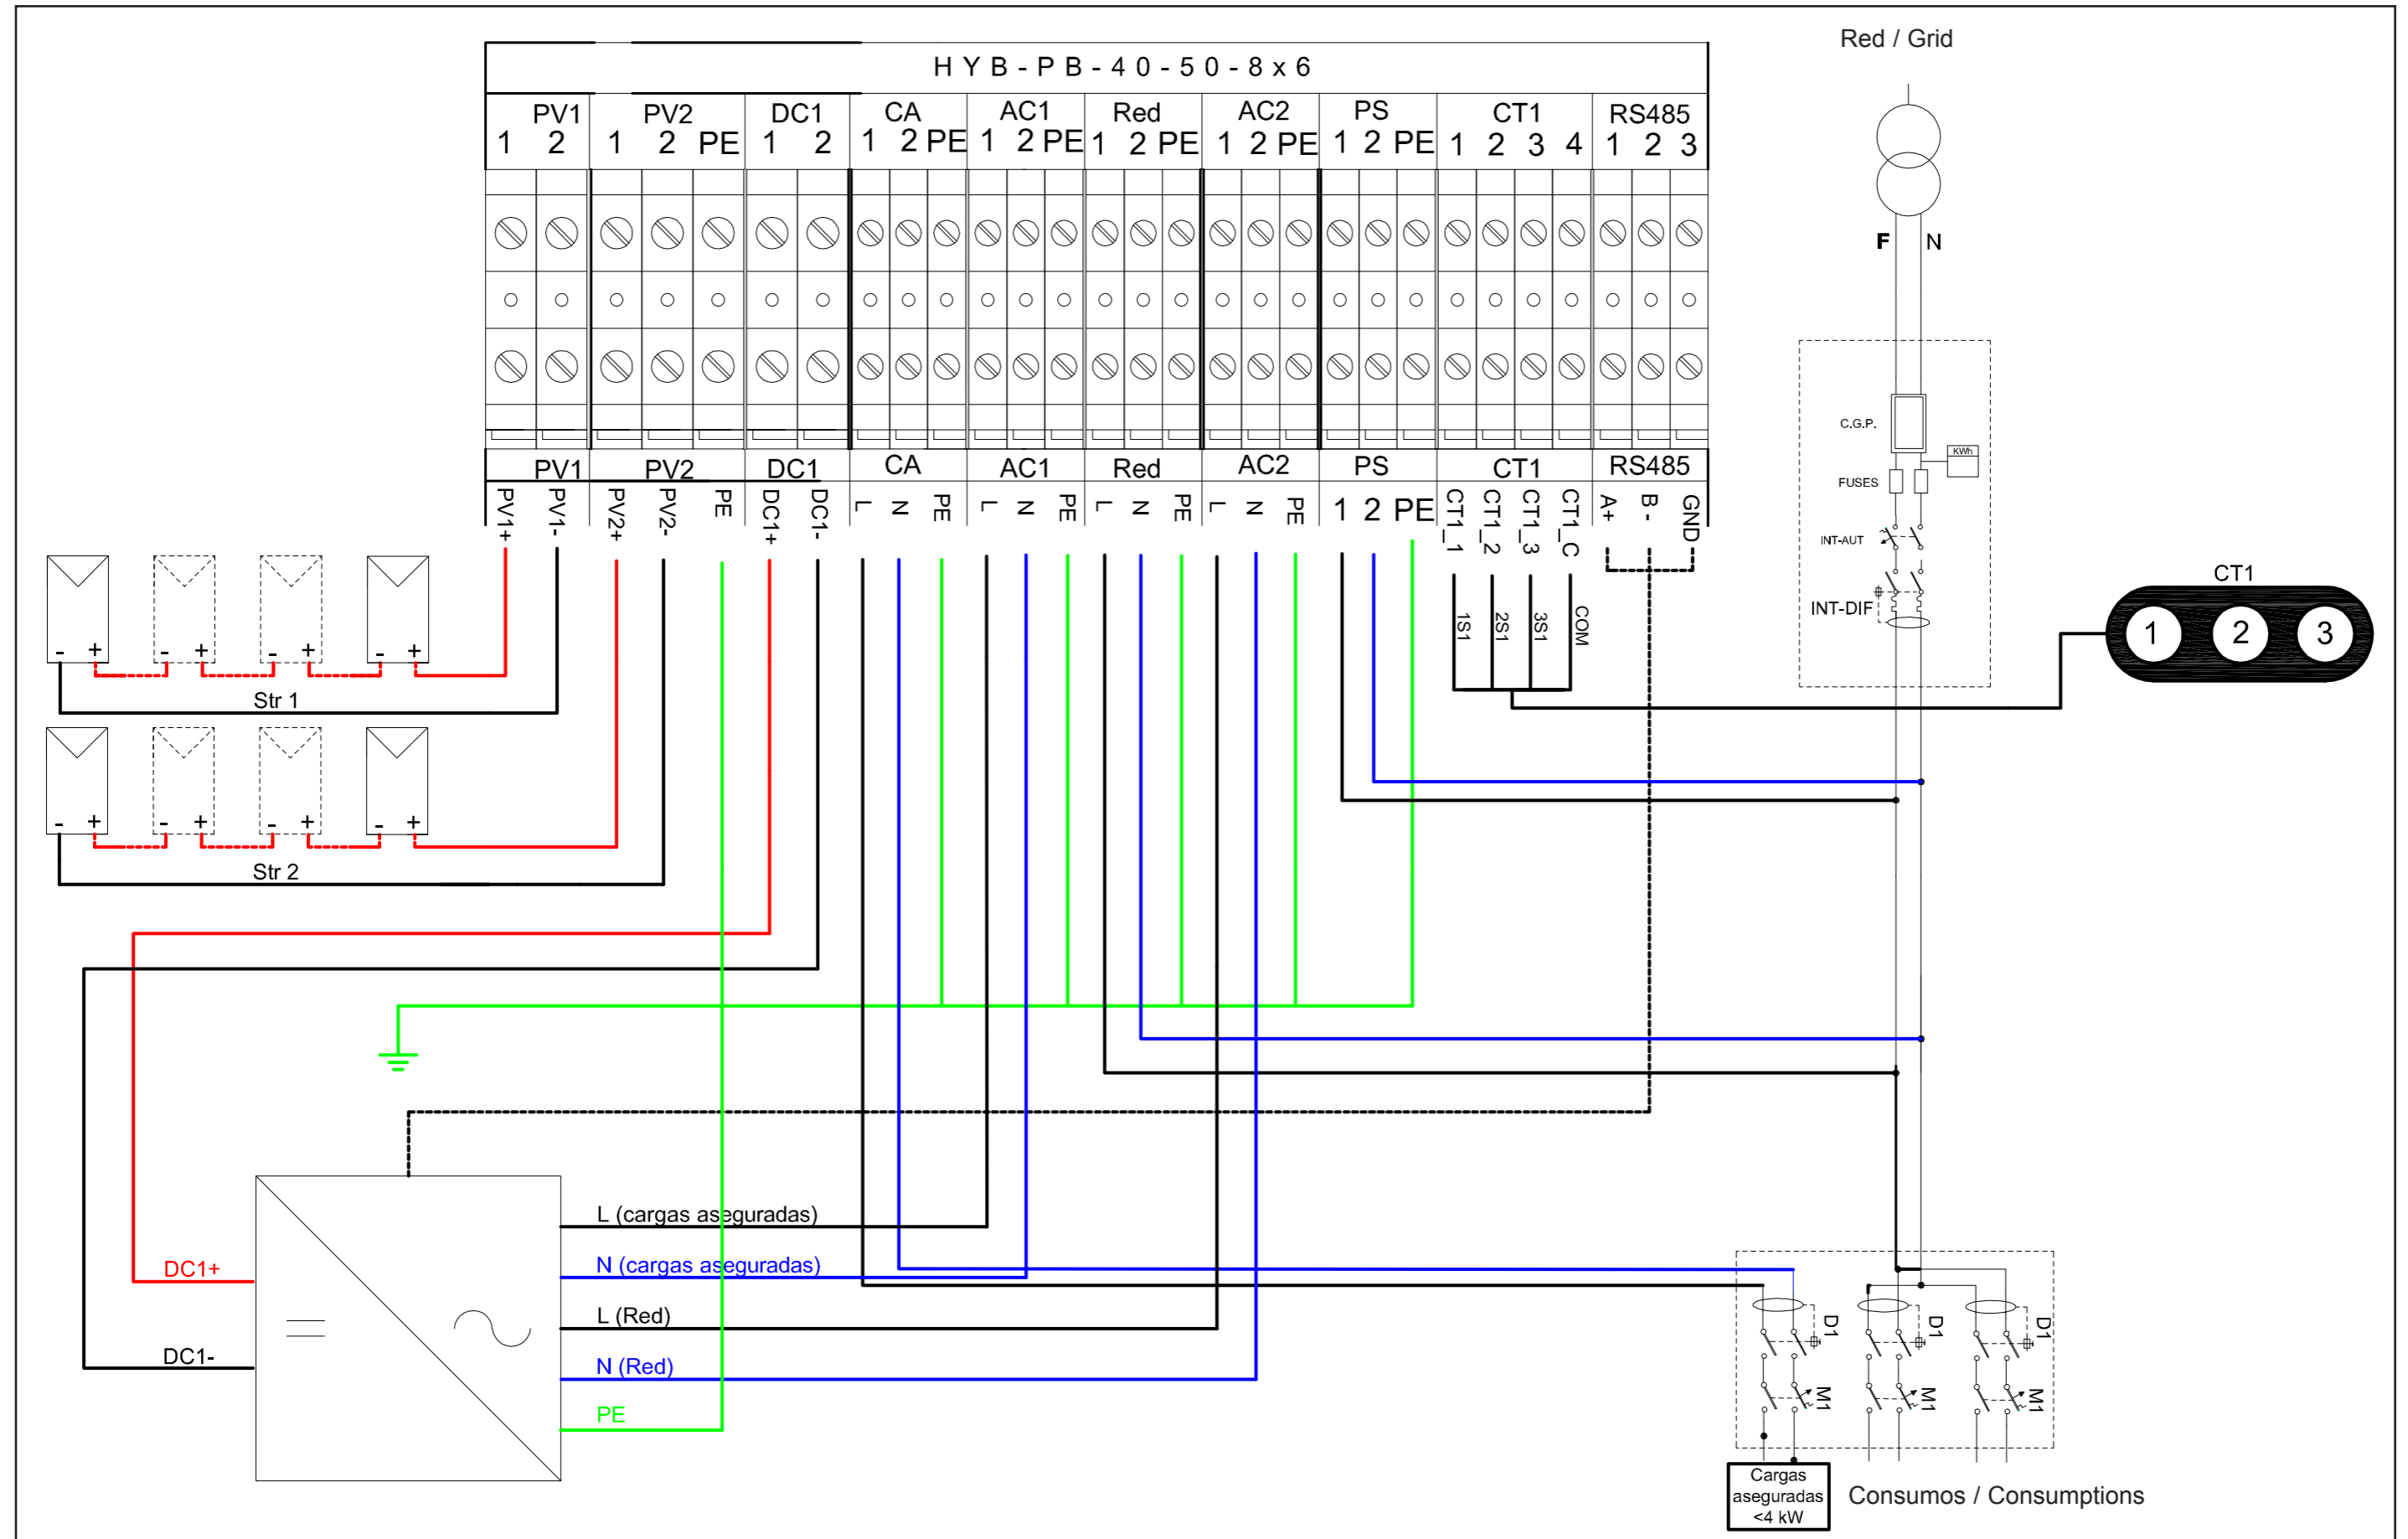 Red / Grid
HYB-PB-40-50-8x6
PV1 PV2 DC1 CA AC1 Red AC2 PS CT1 RS485
1 2 1 2 PE 1 2 1 2 PE 1 2 PE 1 2 PE 1 2 PE 1 2 PE 1 2 3 4 1 2 3
F N
C.G.P.
KWh
FUSES
INT-AUT
INT-DIF
PV1 PV2 DC1 CA AC1 Red AC2 PS CT1 RS485
PV1+ PV1- PV2+ PV2- PE DC1+ DC1- L N PE L N PE L N PE L N PE 1 2 PE CT1_1 CT1_2 CT1_3 CT1_C A+ B - GND
1S1 2S1 3S1 COM
CT1
1 2 3
- + - + - + - +
Str 1
- + - + - + - +
Str 2
L (cargas aseguradas)
N (cargas aseguradas)
L (Red)
N (Red)
PE
DC1+
DC1-
D1 D1 D1
M1 M1 M1
Cargas
aseguradas
<4 kW
Consumos / Consumptions